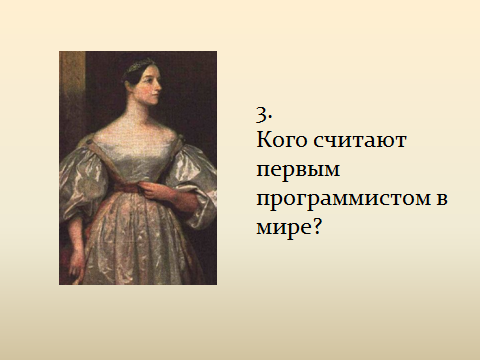 3.
Кого считают
первым
программистом в
мире?